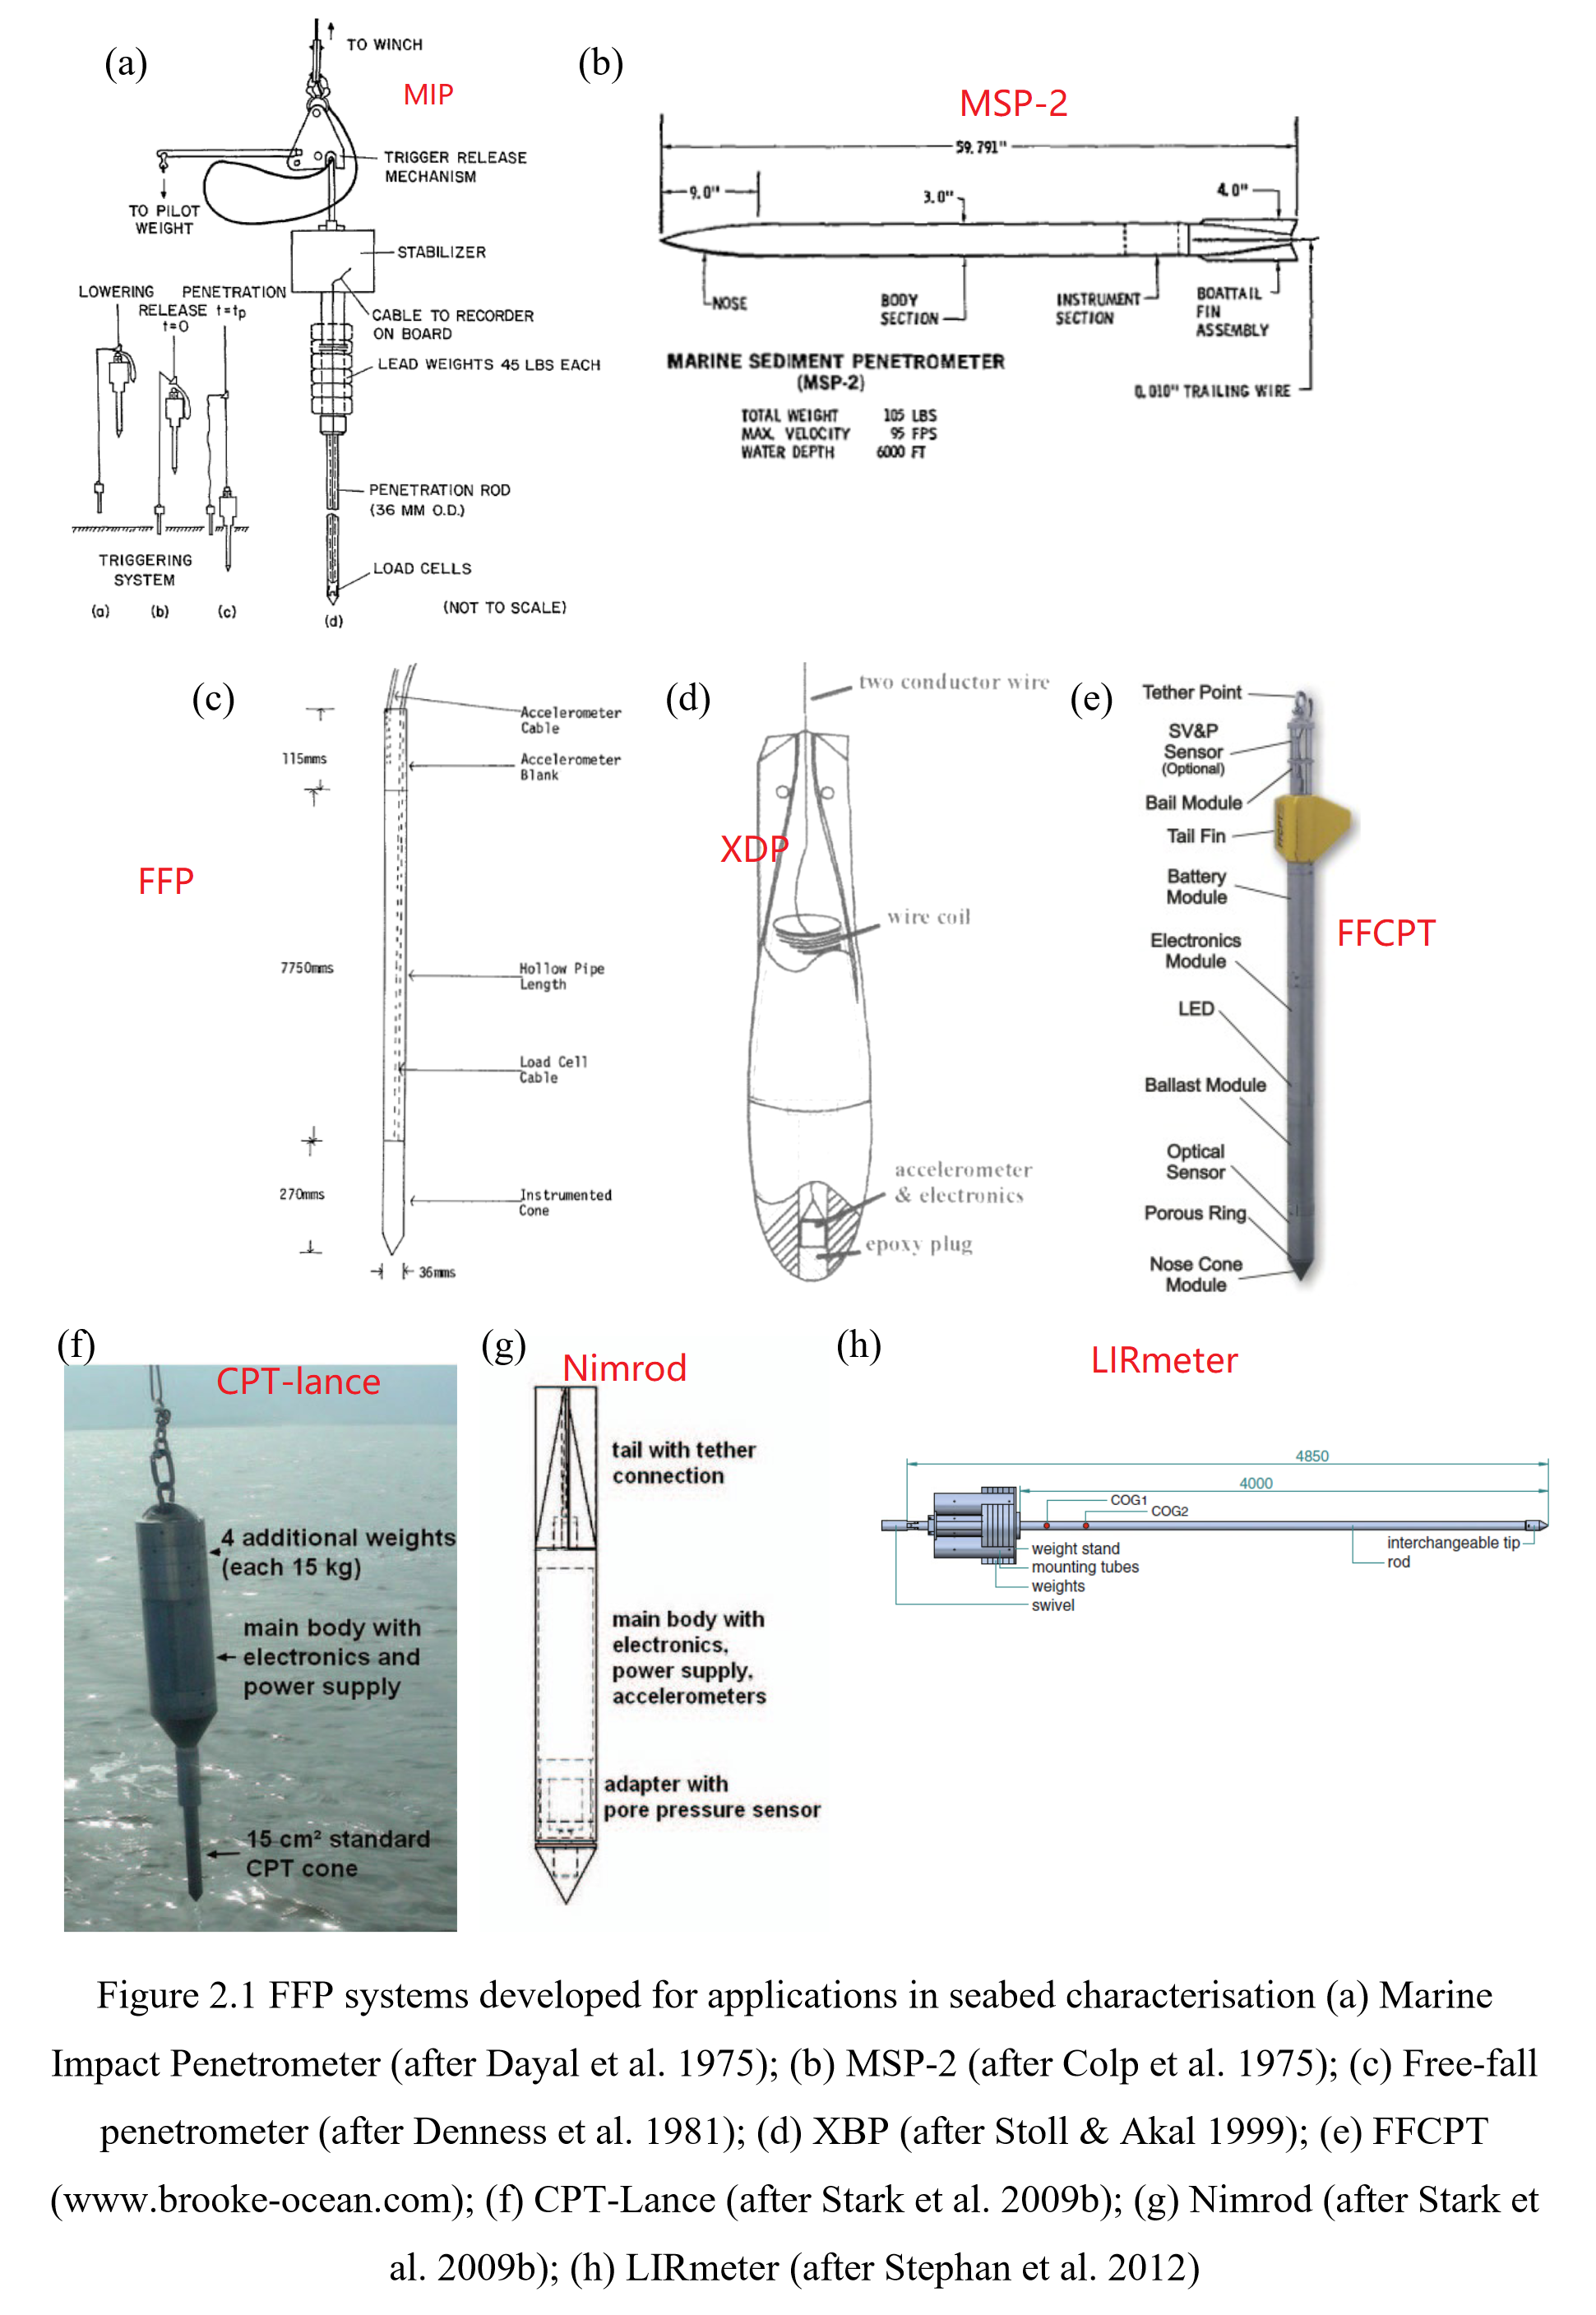 (a)
TO WINCH
MIP
TRIGGER RELEASE
MECHANISM
TO PILOT
WEIGHT
STABILIZER
LOWERING
PENETRATION
RELEASE t=tp
t=0
CABLE TO RECORDER
ON BOARD
LEAD WEIGHTS 45 LBS EACH
PENETRATION ROD
(36 MM O.D.)
TRIGGERING
SYSTEM
LOAD CELLS
(a)
(b)
(c)
(d)
(NOT TO SCALE)
(b)
MSP-2
59.791"
9.0"
3.0"
4.0"
NOSE
BODY
SECTION
INSTRUMENT
SECTION
BOATTAIL
FIN
ASSEMBLY
MARINE SEDIMENT PENETROMETER
(MSP-2)
0.010" TRAILING WIRE
TOTAL WEIGHT 105 LBS
MAX. VELOCITY 95 FPS
WATER DEPTH 6000 FT
(c)
FFP
Accelerometer
Cable
115mms
Accelerometer
Blank
7750mms
Hollow Pipe
Length
Load Cell
Cable
270mms
Instrumented
Cone
36mms
(d)
two conductor wire
XDP
wire coil
accelerometer
& electronics
epoxy plug
(e)
Tether Point
SV&P
Sensor
(Optional)
Bail Module
Tail Fin
FFCPT
Battery
Module
FFCPT
Electronics
Module
LED
Ballast Module
Optical
Sensor
Porous Ring
Nose Cone
Module
(f)
CPT-lance
4 additional weights
(each 15 kg)
main body with
electronics and
power supply
15 cm² standard
CPT cone
(g)
Nimrod
tail with tether
connection
main body with
electronics,
power supply,
accelerometers
adapter with
pore pressure sensor
(h)
LIRmeter
4850
4000
COG1
COG2
weight stand
mounting tubes
weights
swivel
interchangeable tip
rod
Figure 2.1 FFP systems developed for applications in seabed characterisation (a) Marine
Impact Penetrometer (after Dayal et al. 1975); (b) MSP-2 (after Colp et al. 1975); (c) Free-fall
penetrometer (after Denness et al. 1981); (d) XBP (after Stoll & Akal 1999); (e) FFCPT
(www.brooke-ocean.com); (f) CPT-Lance (after Stark et al. 2009b); (g) Nimrod (after Stark et
al. 2009b); (h) LIRmeter (after Stephan et al. 2012)